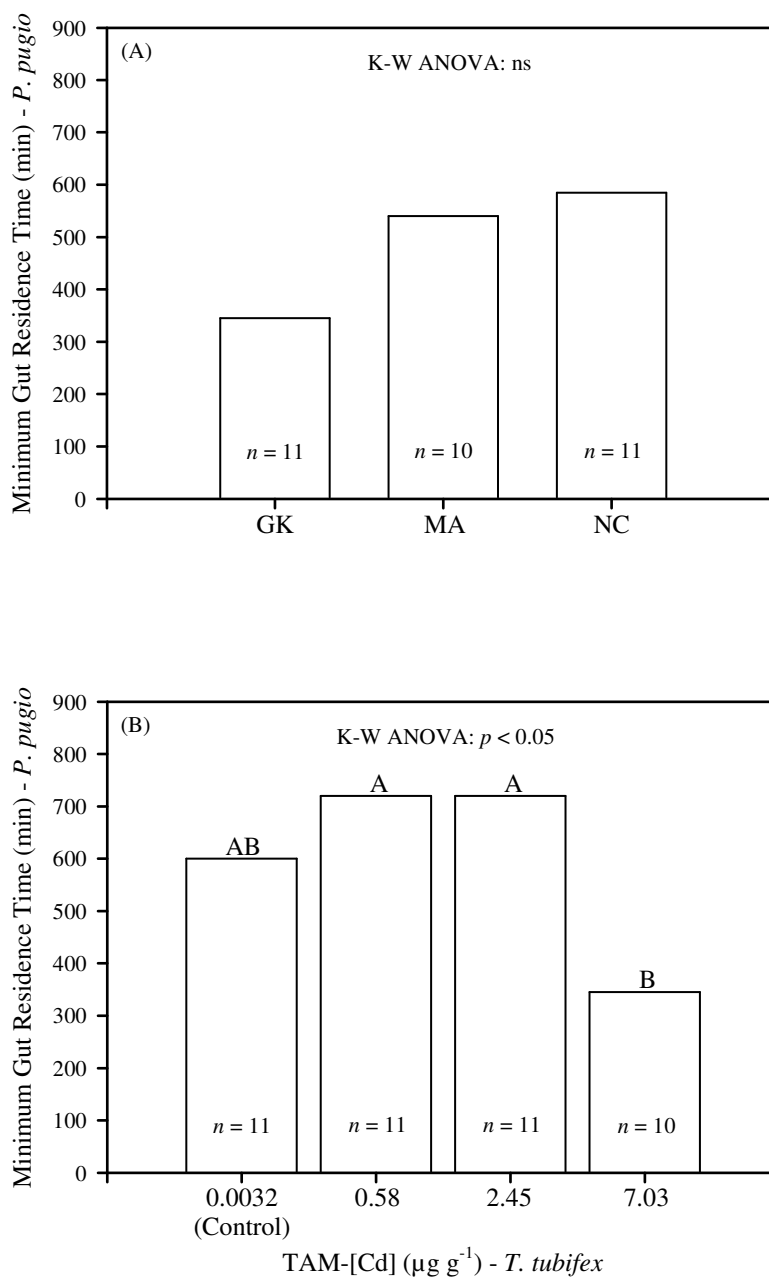 (A)
K-W ANOVA: ns
Minimum Gut Residence Time (min) - P. pugio
900
800
700
600
500
400
300
200
100
0
n = 11
n = 10
n = 11
GK
MA
NC
(B)
K-W ANOVA: p < 0.05
Minimum Gut Residence Time (min) - P. pugio
900
800
700
600
500
400
300
200
100
0
AB
A
A
B
n = 11
n = 11
n = 11
n = 10
0.0032
(Control)
0.58
2.45
7.03
TAM-[Cd] (µg g⁻¹) - T. tubifex